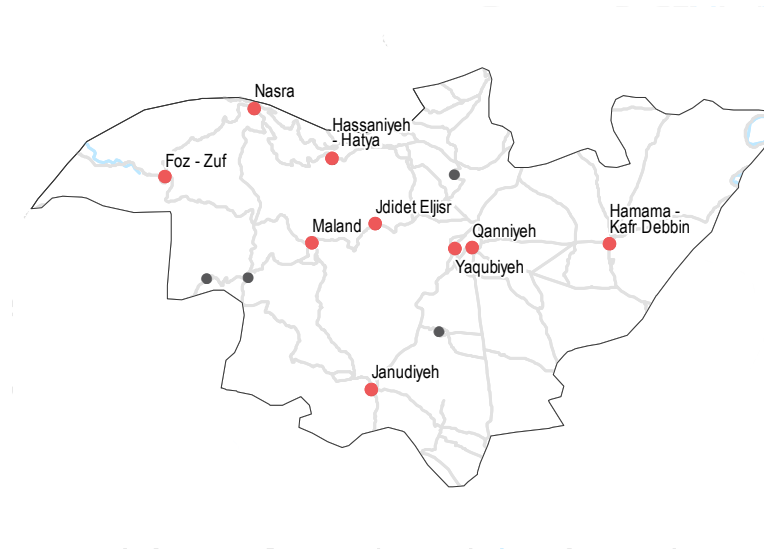 Nasra
Hassaniyeh
- Hatya
Foz - Zuf
Jdidet Eljisr
Hamama -
Kafr Debbin
Maland
Qanniyeh
Yaqubiyeh
Janudiyeh